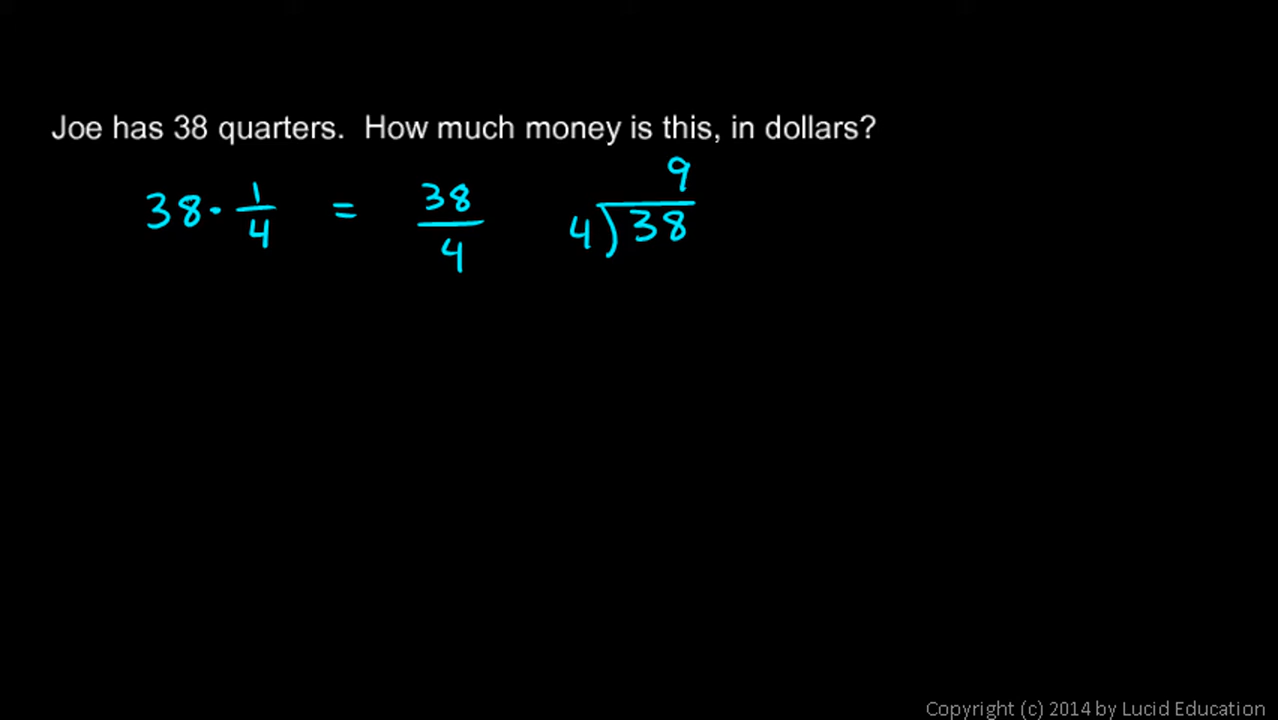 Joe has 38 quarters.  How much money is this, in dollars?
9
38 · 1/4 = 38/4  4)38
Copyright (c) 2014 by Lucid Education